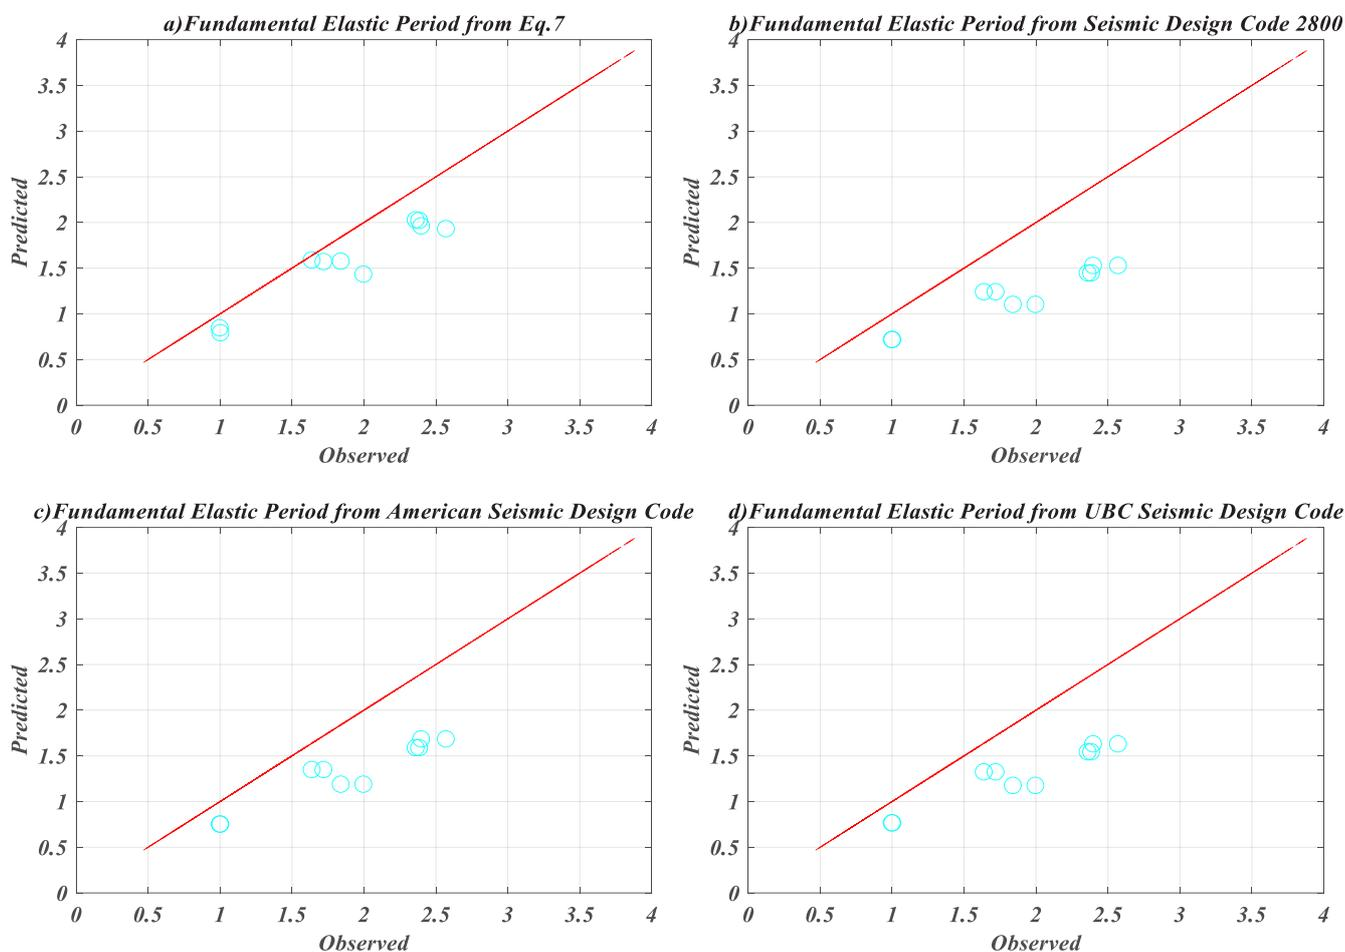 a)Fundamental Elastic Period from Eq.7
4
3.5
3
2.5
2
1.5
1
0.5
0
Predicted
0 0.5 1 1.5 2 2.5 3 3.5 4
Observed
b)Fundamental Elastic Period from Seismic Design Code 2800
4
3.5
3
2.5
2
1.5
1
0.5
0
Predicted
0 0.5 1 1.5 2 2.5 3 3.5 4
Observed
c)Fundamental Elastic Period from American Seismic Design Code
4
3.5
3
2.5
2
1.5
1
0.5
0
Predicted
0 0.5 1 1.5 2 2.5 3 3.5 4
Observed
d)Fundamental Elastic Period from UBC Seismic Design Code
4
3.5
3
2.5
2
1.5
1
0.5
0
Predicted
0 0.5 1 1.5 2 2.5 3 3.5 4
Observed